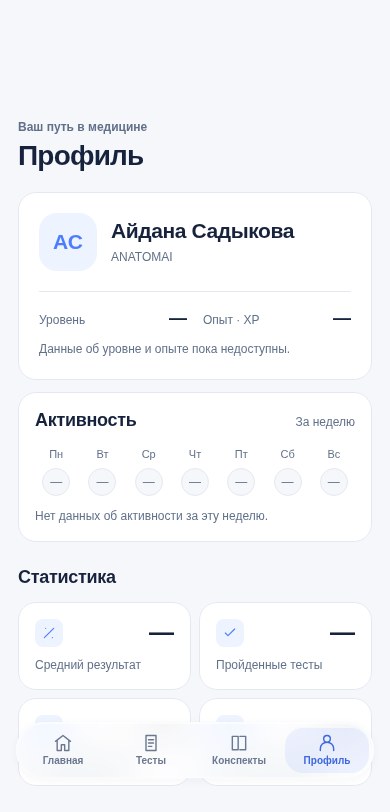 Ваш путь в медицине
Профиль
АС
Айдана Садыкова
ANATOMAI
Уровень — Опыт · XP —
Данные об уровне и опыте пока недоступны.
Активность За неделю
Пн Вт Ср Чт Пт Сб Вс
— — — — — — —
Нет данных об активности за эту неделю.
Статистика
— —
Средний результат Пройденные тесты
Главная Тесты Конспекты Профиль